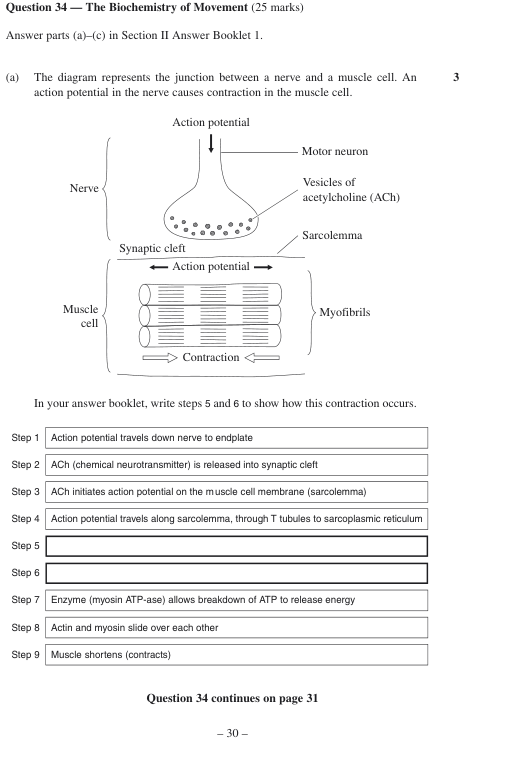 Question 34 — The Biochemistry of Movement (25 marks)
Answer parts (a)–(c) in Section II Answer Booklet 1.
(a) The diagram represents the junction between a nerve and a muscle cell. An 3
action potential in the nerve causes contraction in the muscle cell.
Action potential
Motor neuron
Nerve
Vesicles of
acetylcholine (ACh)
Sarcolemma
Synaptic cleft
Action potential
Muscle
cell
Myofibrils
Contraction
In your answer booklet, write steps 5 and 6 to show how this contraction occurs.
Step 1 Action potential travels down nerve to endplate
Step 2 ACh (chemical neurotransmitter) is released into synaptic cleft
Step 3 ACh initiates action potential on the muscle cell membrane (sarcolemma)
Step 4 Action potential travels along sarcolemma, through T tubules to sarcoplasmic reticulum
Step 5
Step 6
Step 7 Enzyme (myosin ATP-ase) allows breakdown of ATP to release energy
Step 8 Actin and myosin slide over each other
Step 9 Muscle shortens (contracts)
Question 34 continues on page 31
– 30 –